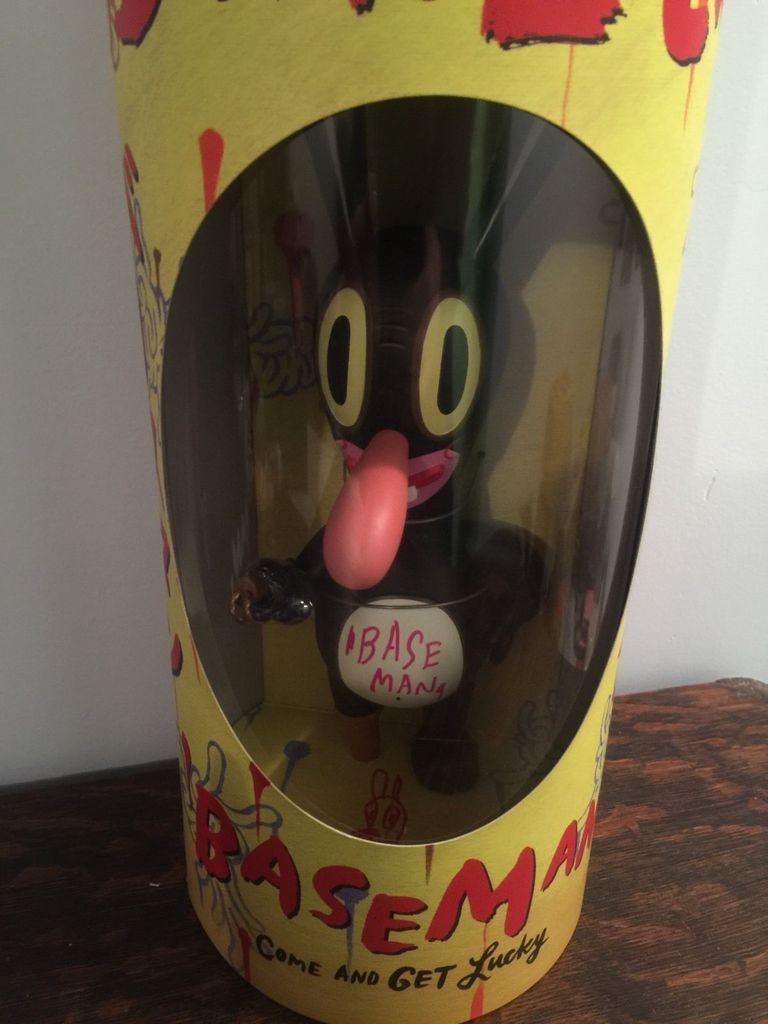 BASE
MAN
BASEMAN
COME AND GET Lucky